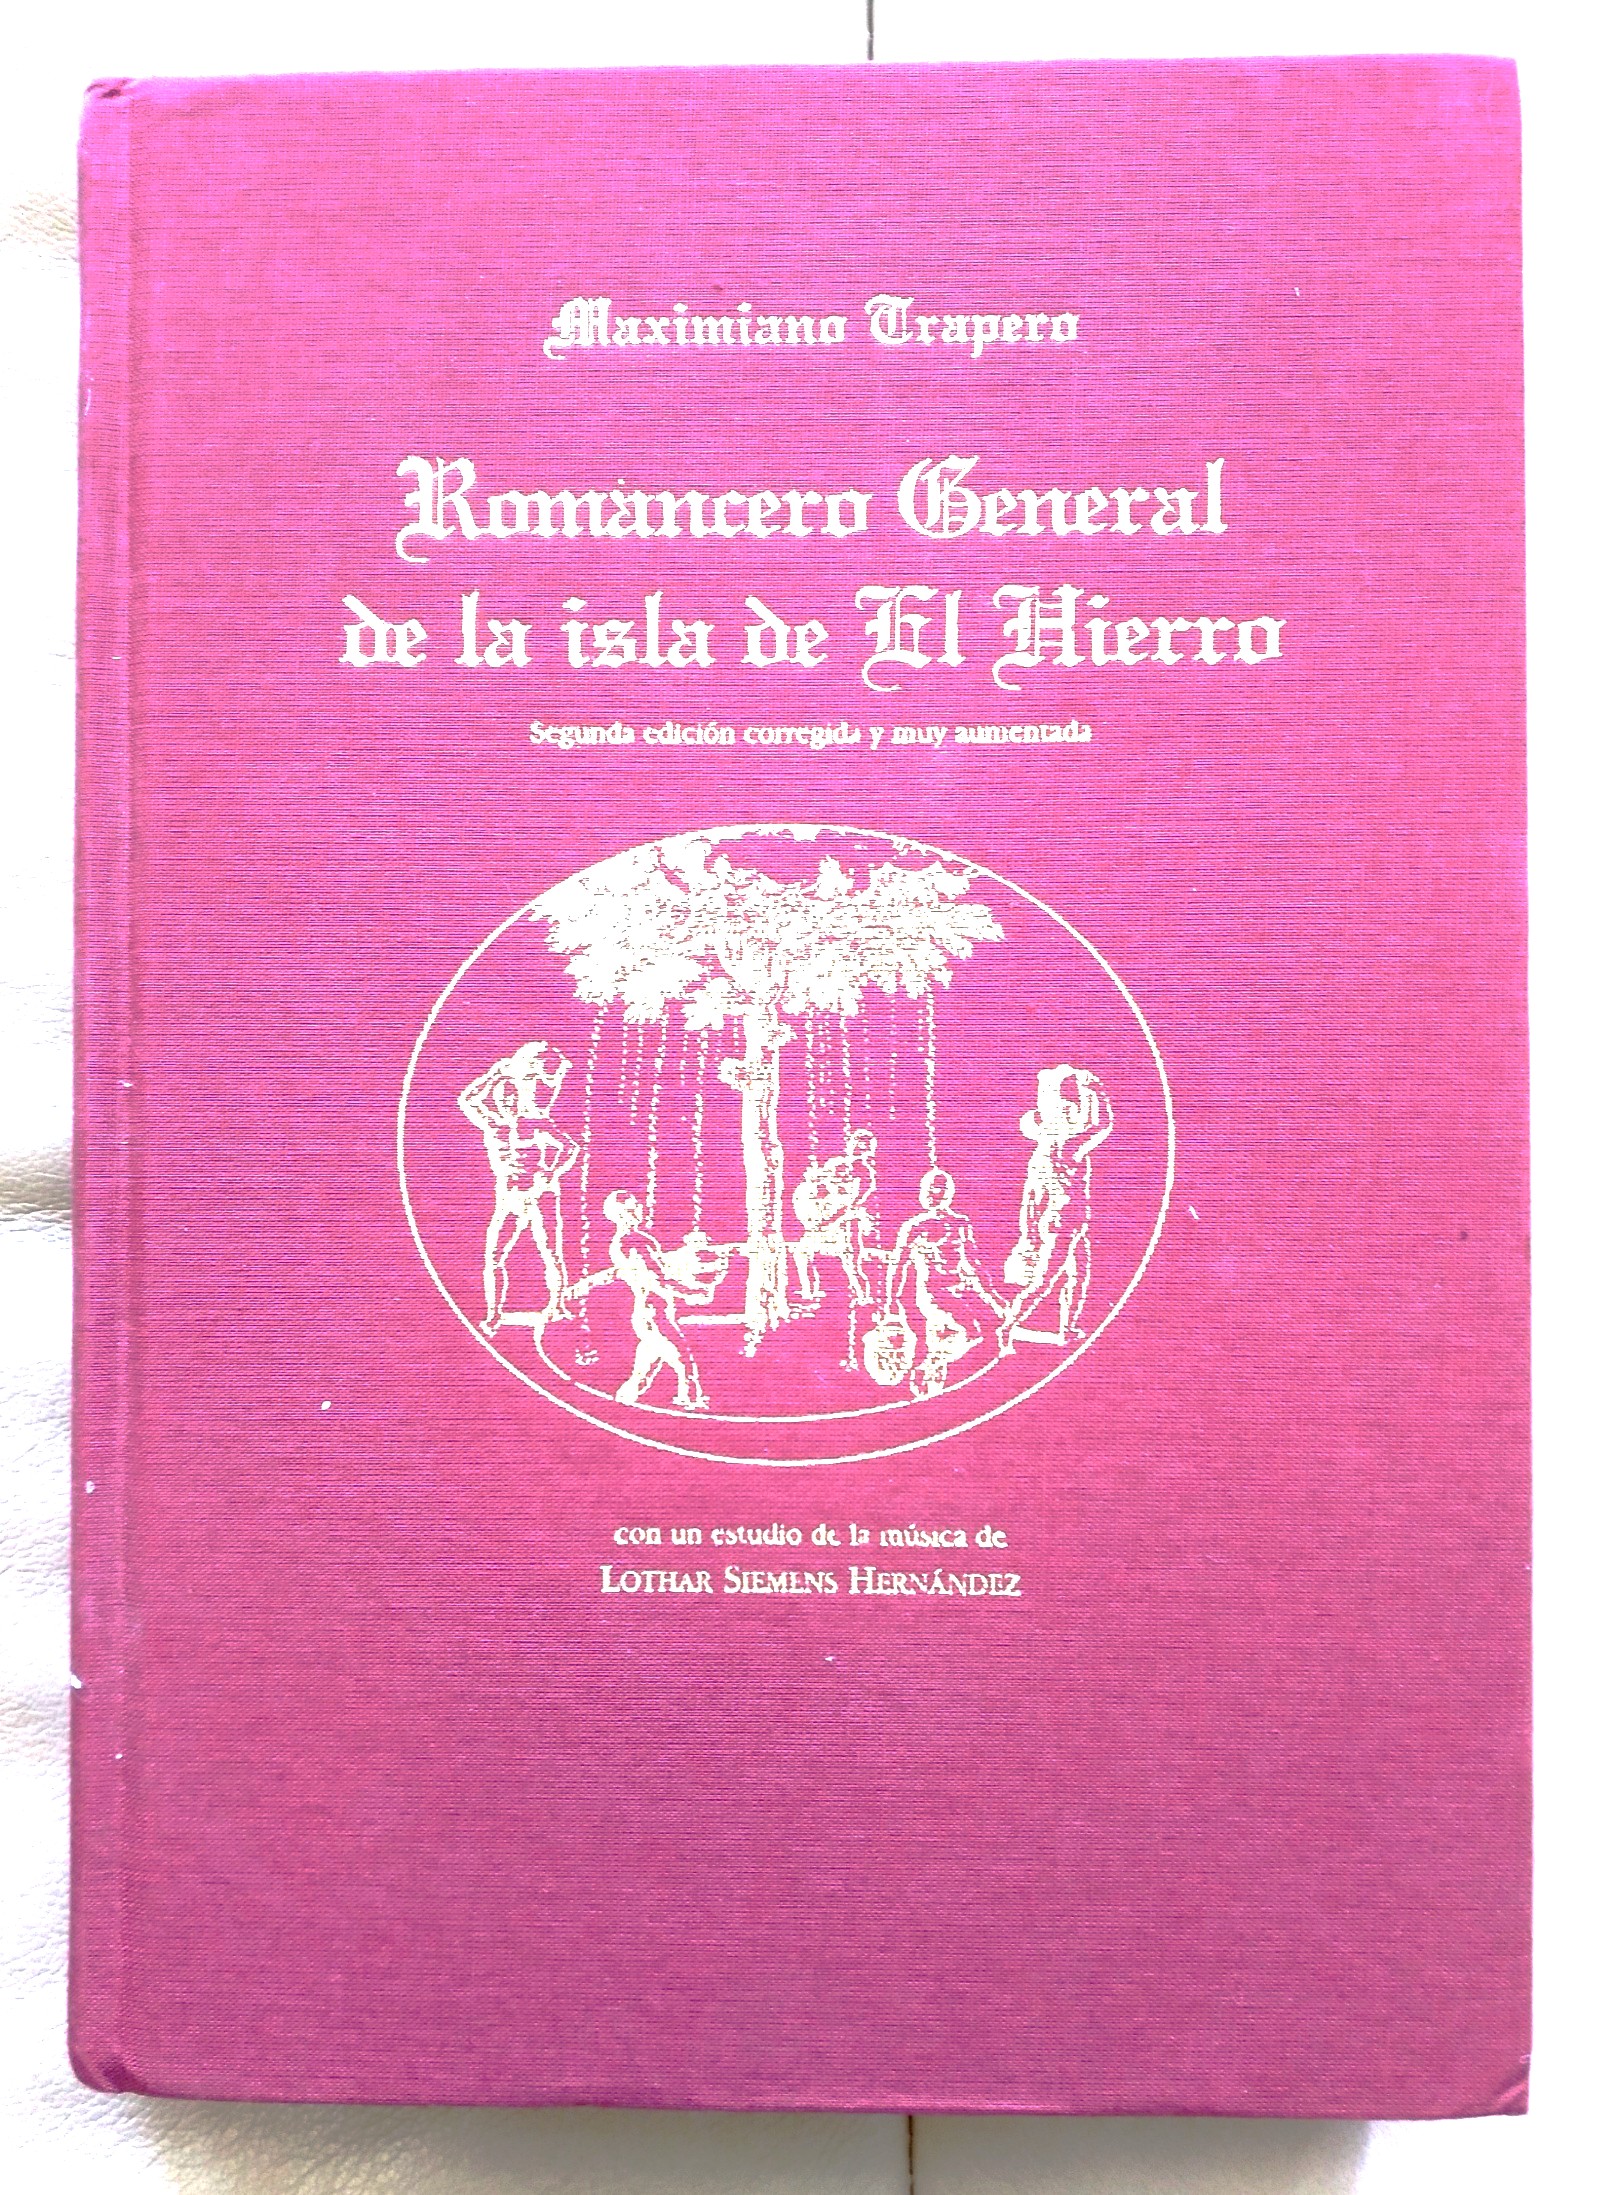 Maximiano Trapero
Romancero General
de la isla de El Hierro
Segunda edición corregida y muy aumentada
con un estudio de la música de
LOTHAR SIEMENS HERNÁNDEZ